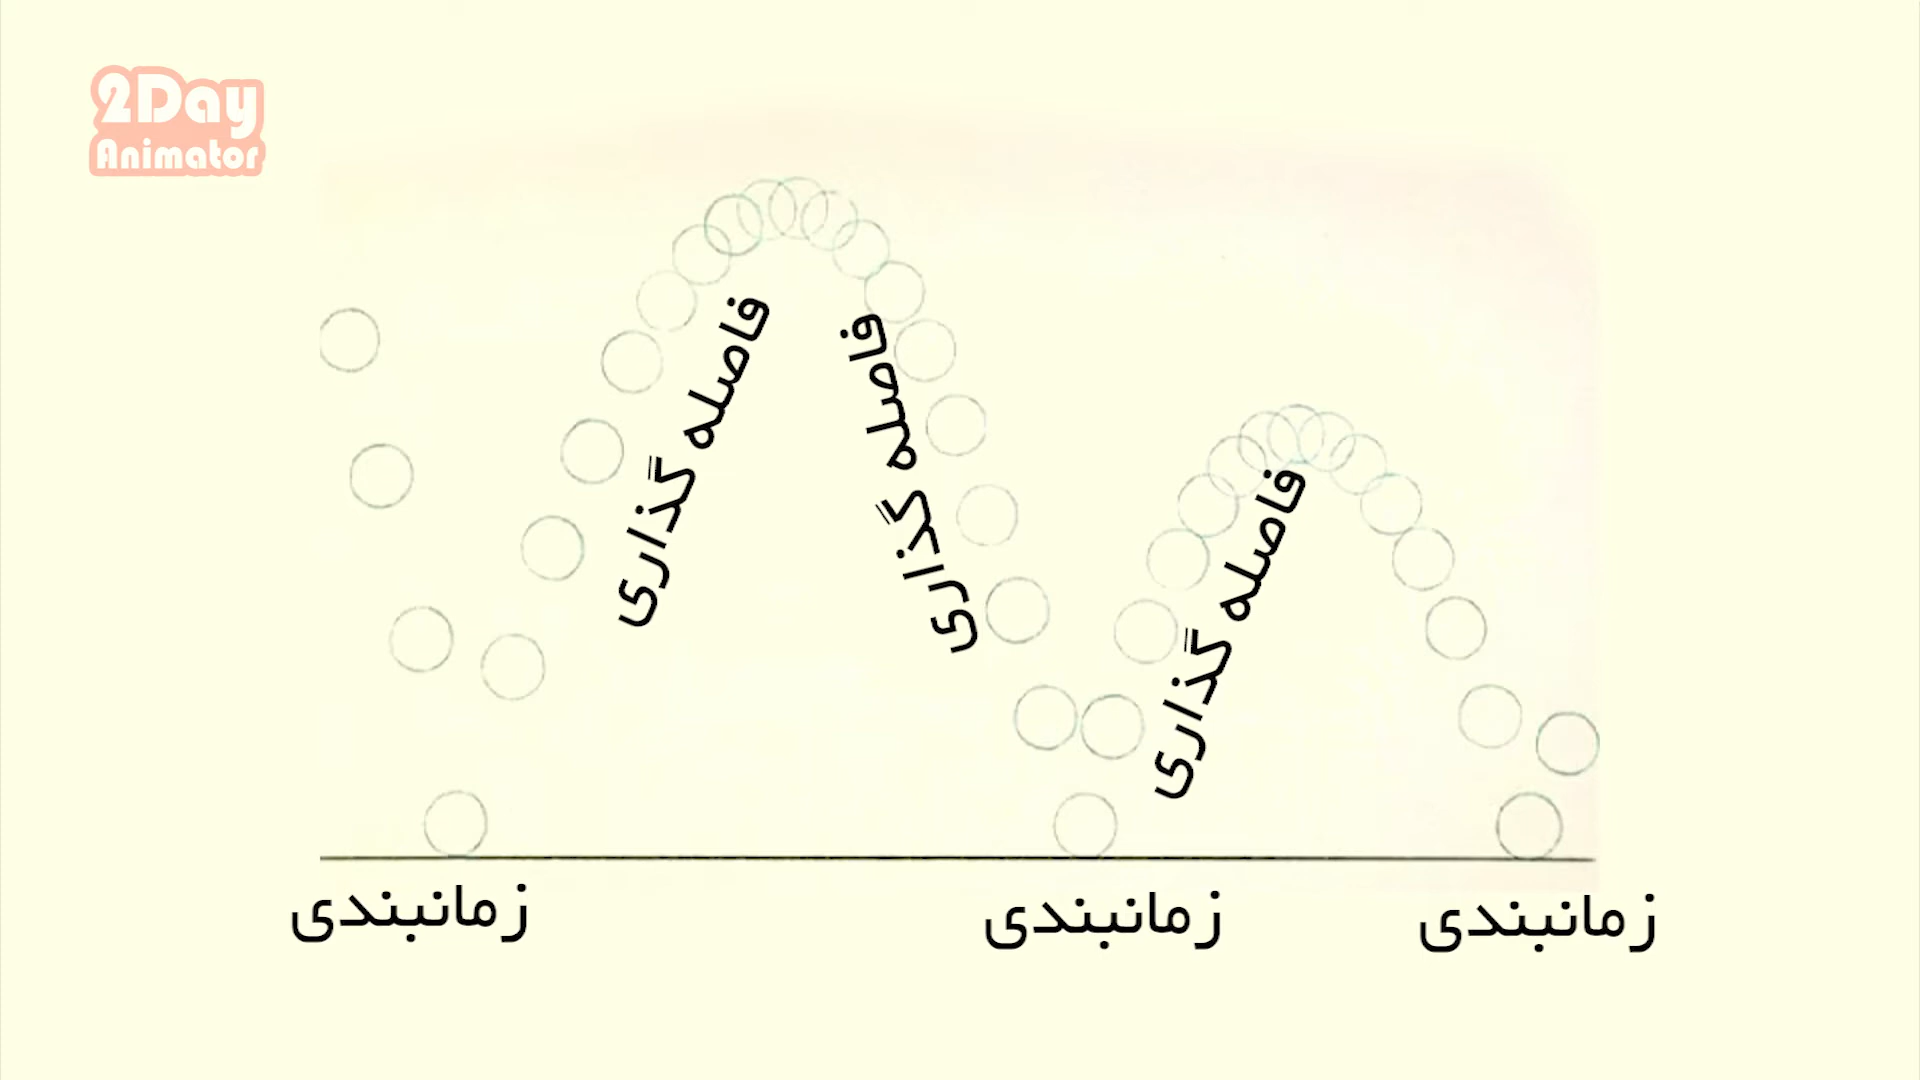 2Day
Animator
فاصله گذاری
فاصله گذاری
فاصله گذاری
زمانبندی
زمانبندی
زمانبندی